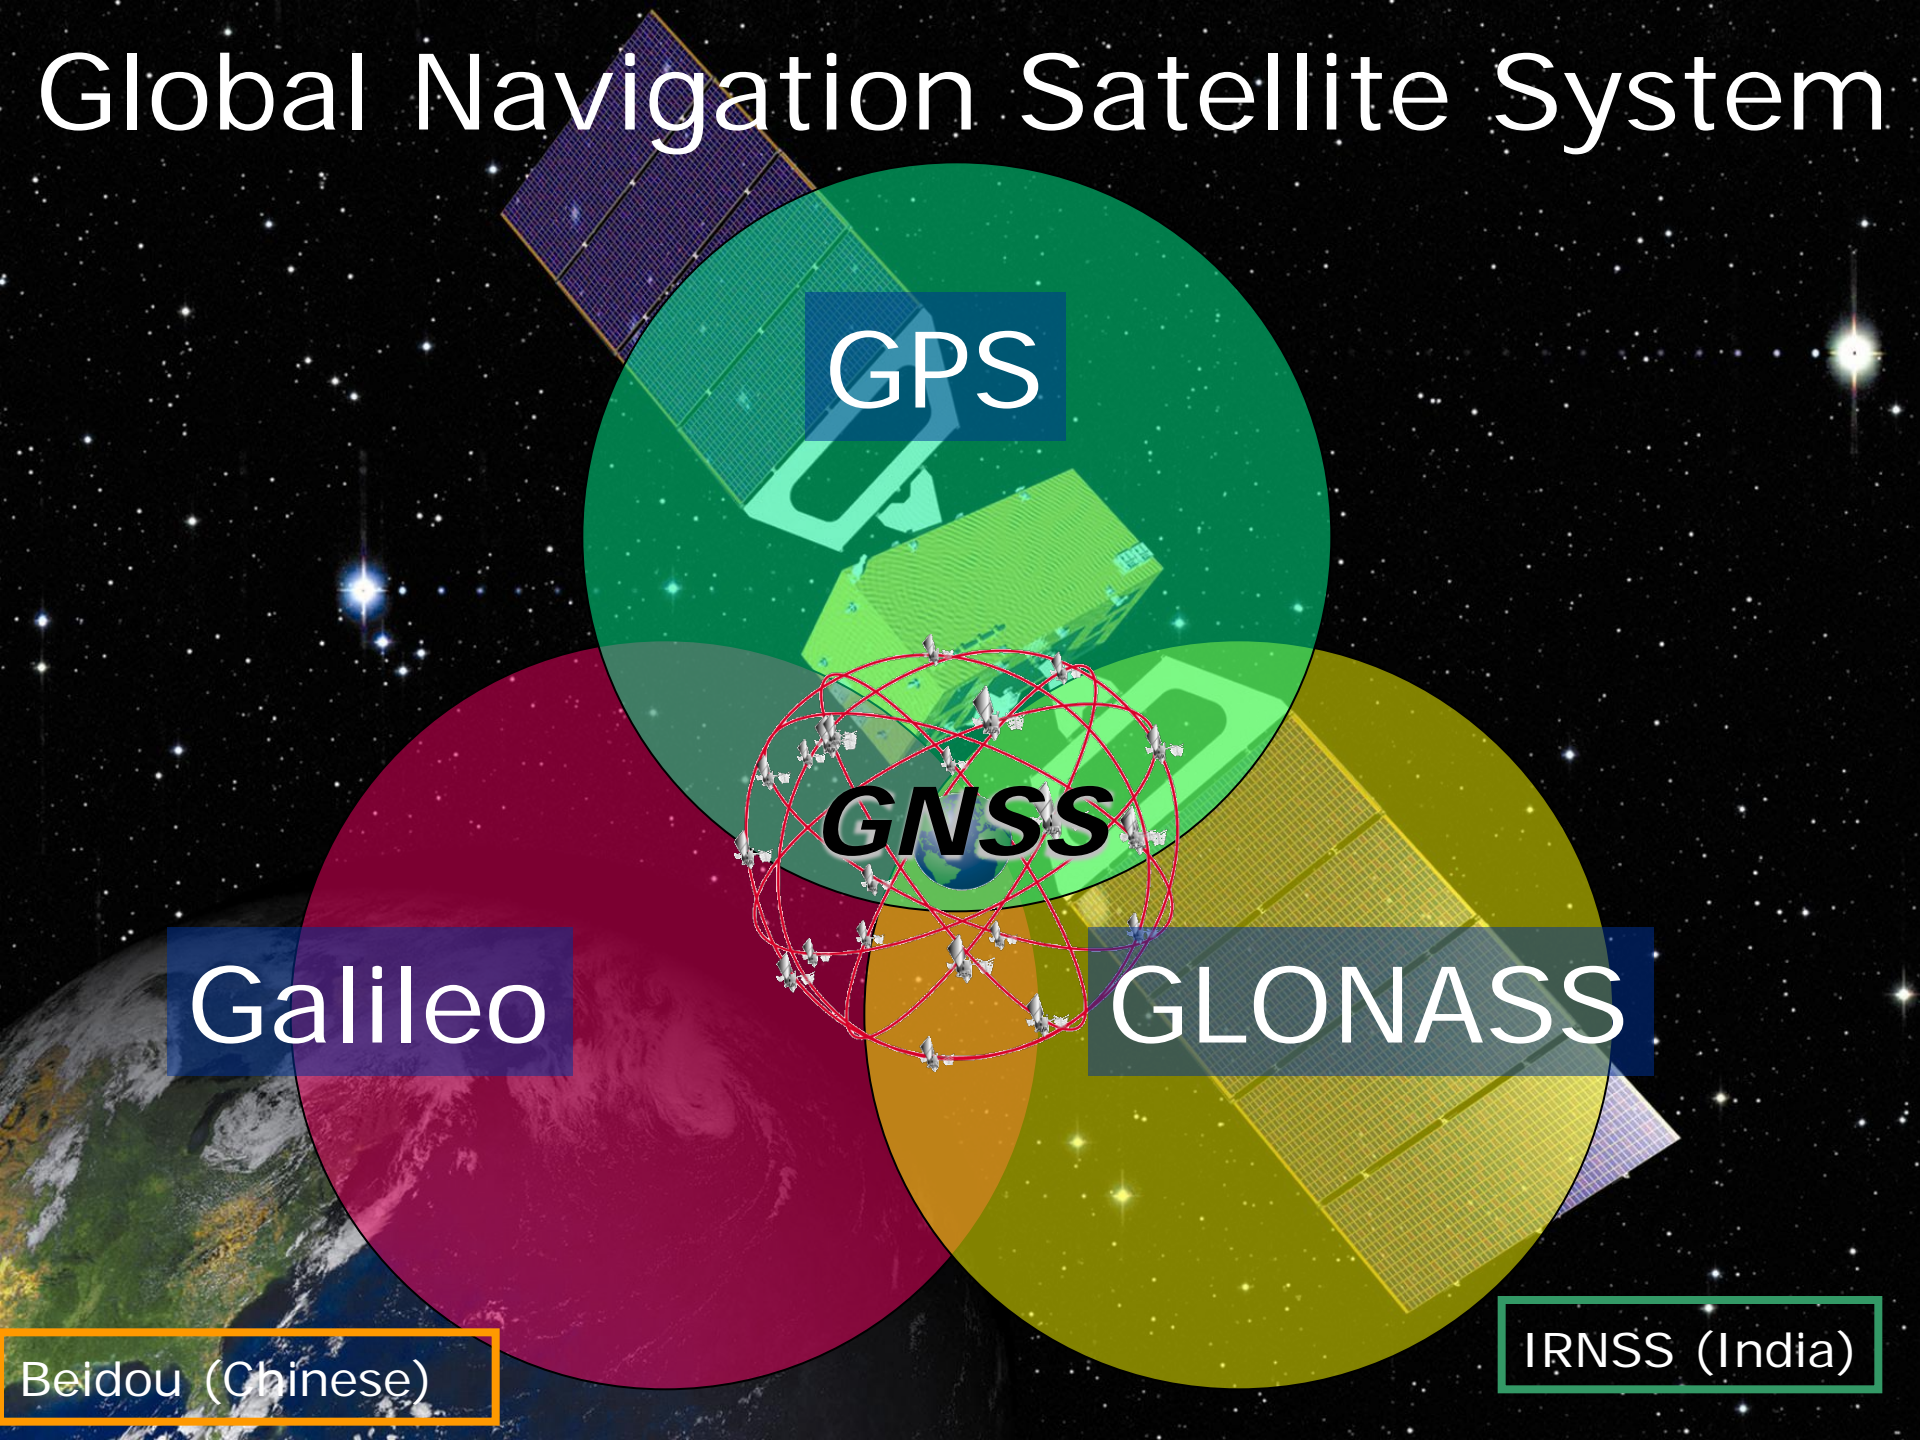 Global Navigation Satellite System
GPS
GNSS
Galileo
GLONASS
IRNSS (India)
Beidou (Chinese)